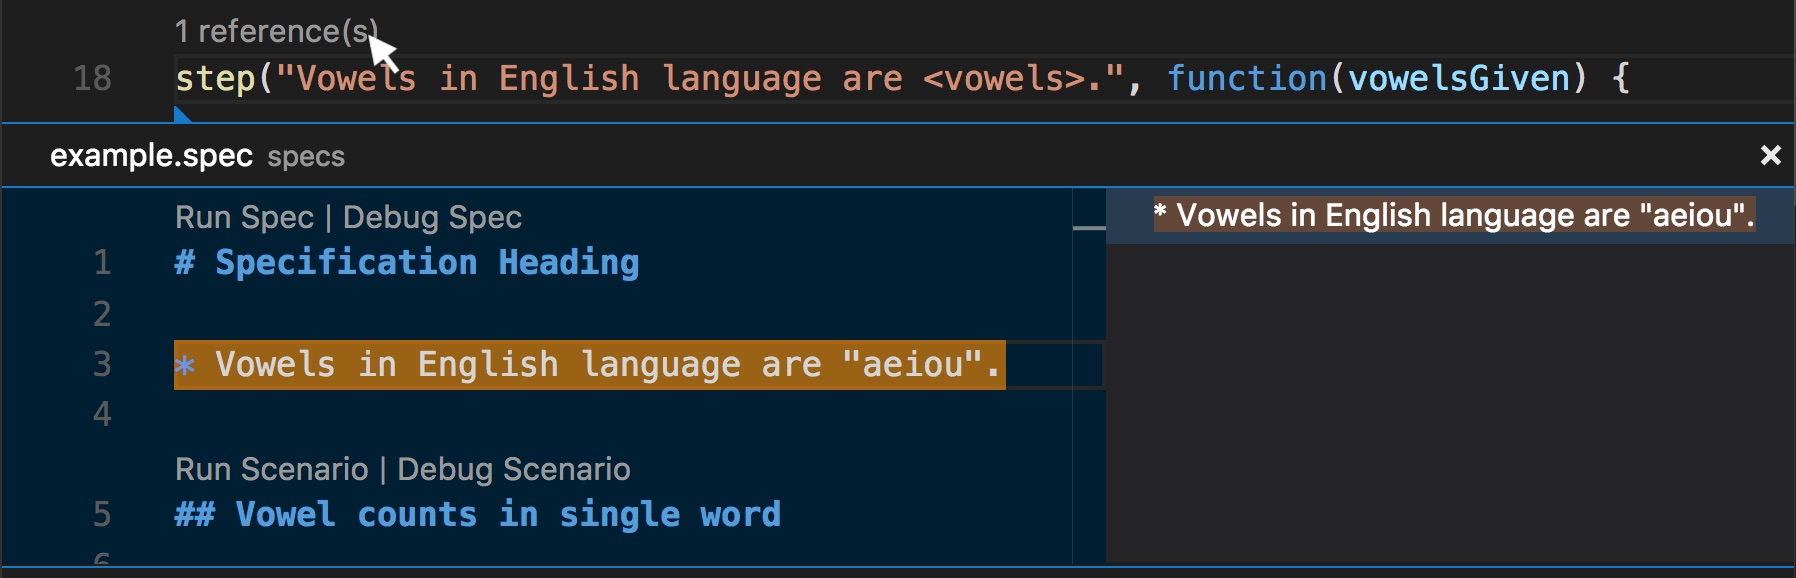 1 reference(s)
18 step("Vowels in English language are <vowels>.", function(vowelsGiven) {
example.spec specs ×
Run Spec | Debug Spec
1 # Specification Heading
2
3 * Vowels in English language are "aeiou".
4
Run Scenario | Debug Scenario
5 ## Vowel counts in single word
6
* Vowels in English language are "aeiou".